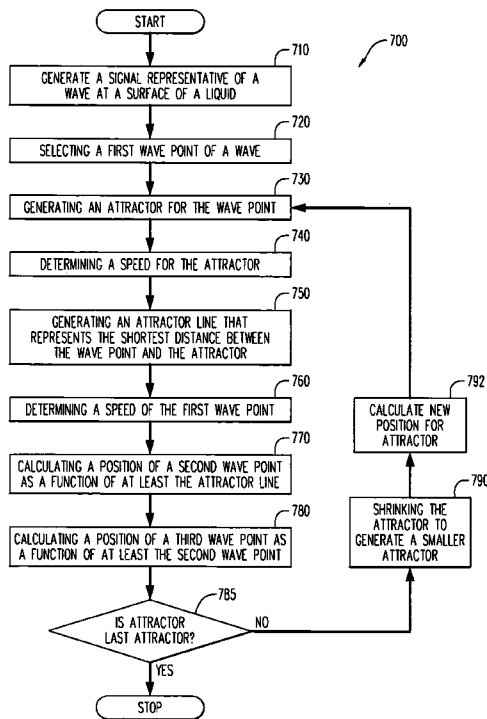 START
700
710
GENERATE A SIGNAL REPRESENTATIVE OF A
WAVE AT A SURFACE OF A LIQUID
720
SELECTING A FIRST WAVE POINT OF A WAVE
730
GENERATING AN ATTRACTOR FOR THE WAVE POINT
740
DETERMINING A SPEED FOR THE ATTRACTOR
750
GENERATING AN ATTRACTOR LINE THAT
REPRESENTS THE SHORTEST DISTANCE BETWEEN
THE WAVE POINT AND THE ATTRACTOR
760
DETERMINING A SPEED OF THE FIRST WAVE POINT
770
CALCULATING A POSITION OF A SECOND WAVE POINT
AS A FUNCTION OF AT LEAST THE ATTRACTOR LINE
780
CALCULATING A POSITION OF A THIRD WAVE POINT AS
A FUNCTION OF AT LEAST THE SECOND WAVE POINT
785
IS
ATTRACTOR
LAST ATTRACTOR?
NO
YES
STOP
792
CALCULATE NEW
POSITION FOR
ATTRACTOR
790
SHRINKING THE
ATTRACTOR TO
GENERATE A SMALLER
ATTRACTOR